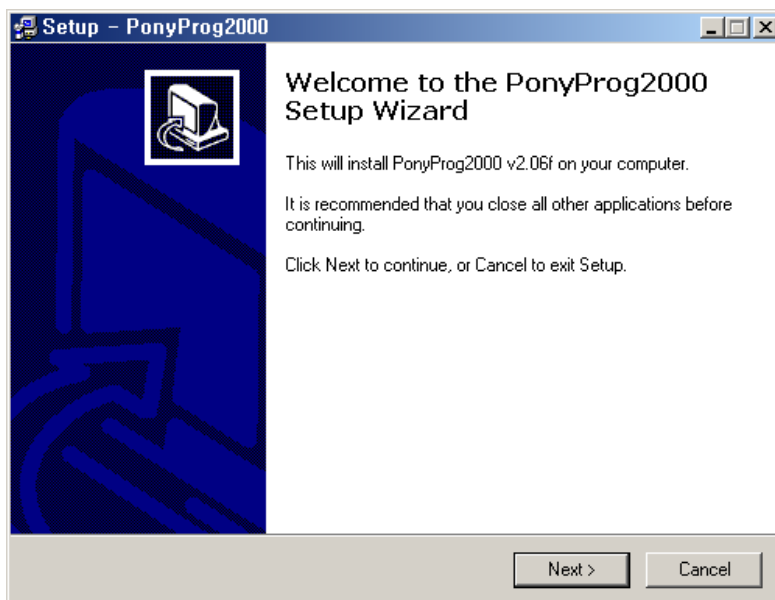 Setup - PonyProg2000
Welcome to the PonyProg2000
Setup Wizard
This will install PonyProg2000 v2.06f on your computer.
It is recommended that you close all other applications before
continuing.
Click Next to continue, or Cancel to exit Setup.
Next >
Cancel